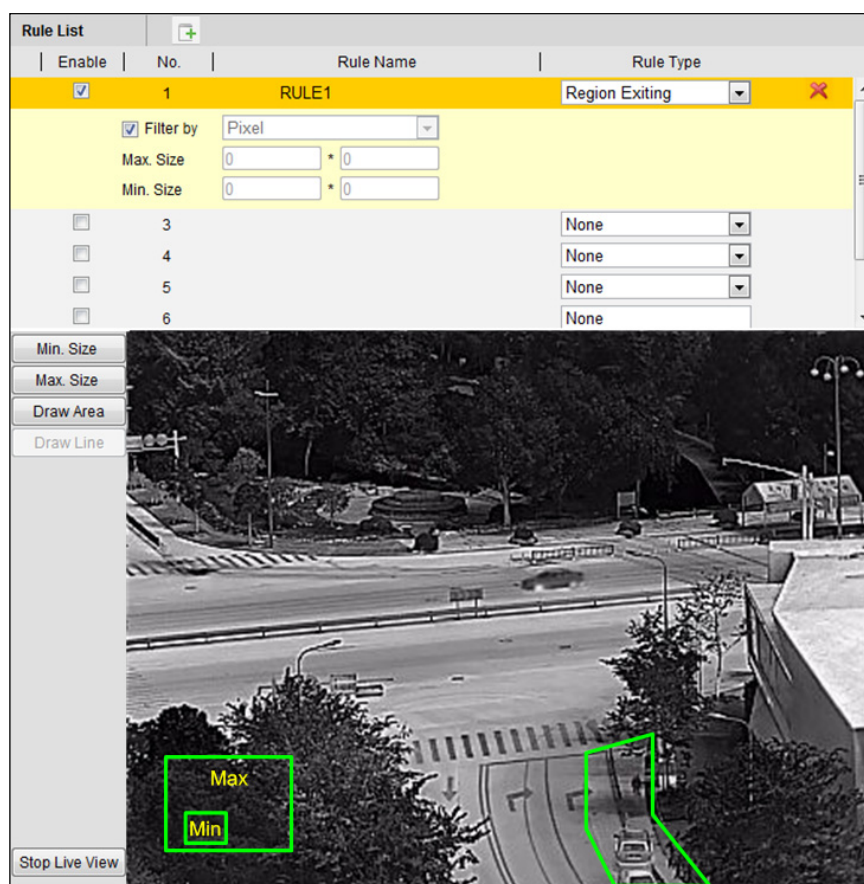 Rule List
Enable No. Rule Name Rule Type
1 RULE1 Region Exiting
Filter by Pixel
Max. Size 0 * 0
Min. Size 0 * 0
3 None
4 None
5 None
6 None
Min. Size
Max. Size
Draw Area
Draw Line
Max
Min
Stop Live View